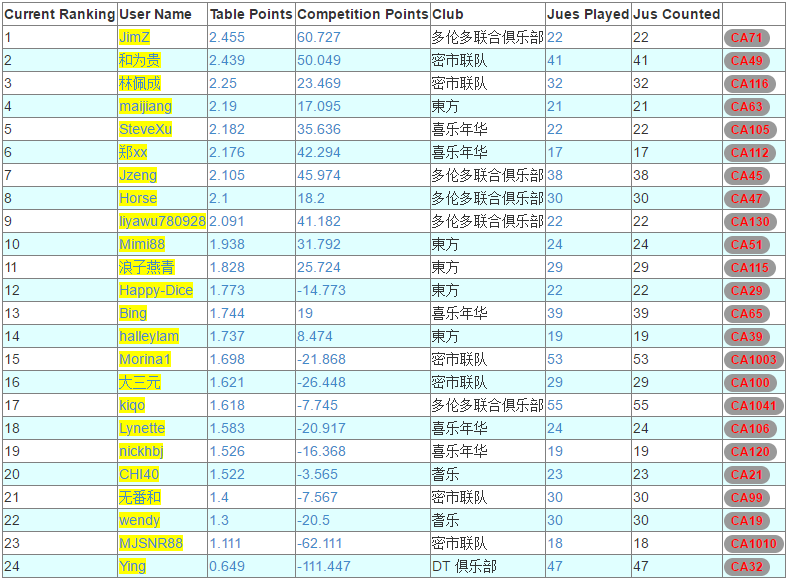 Current Ranking User Name Table Points Competition Points Club Jues Played Jus Counted
1 JimZ 2.455 60.727 多伦多联合俱乐部 22 22 CA71
2 和为贵 2.439 50.049 密市联队 41 41 CA49
3 林佩成 2.25 23.469 密市联队 32 32 CA116
4 maijiang 2.19 17.095 東方 21 21 CA63
5 SteveXu 2.182 35.636 喜乐年华 22 22 CA105
6 郑xx 2.176 42.294 喜乐年华 17 17 CA112
7 Jzeng 2.105 45.974 多伦多联合俱乐部 38 38 CA45
8 Horse 2.1 18.2 多伦多联合俱乐部 30 30 CA47
9 liyawu780928 2.091 41.182 多伦多联合俱乐部 22 22 CA130
10 Mimi88 1.938 31.792 東方 24 24 CA51
11 浪子燕青 1.828 25.724 東方 29 29 CA115
12 Happy-Dice 1.773 -14.773 東方 22 22 CA29
13 Bing 1.744 19 喜乐年华 39 39 CA65
14 halleylam 1.737 8.474 東方 19 19 CA39
15 Morina1 1.698 -21.868 密市联队 53 53 CA1003
16 大三元 1.621 -26.448 密市联队 29 29 CA100
17 kiqo 1.618 -7.745 多伦多联合俱乐部 55 55 CA1041
18 Lynette 1.583 -20.917 喜乐年华 24 24 CA106
19 nickhbj 1.526 -16.368 喜乐年华 19 19 CA120
20 CHI40 1.522 -3.565 耆乐 23 23 CA21
21 无番和 1.4 -7.567 密市联队 30 30 CA99
22 wendy 1.3 -20.5 耆乐 30 30 CA19
23 MJSNR88 1.111 -62.111 密市联队 18 18 CA1010
24 Ying 0.649 -111.447 DT 俱乐部 47 47 CA32